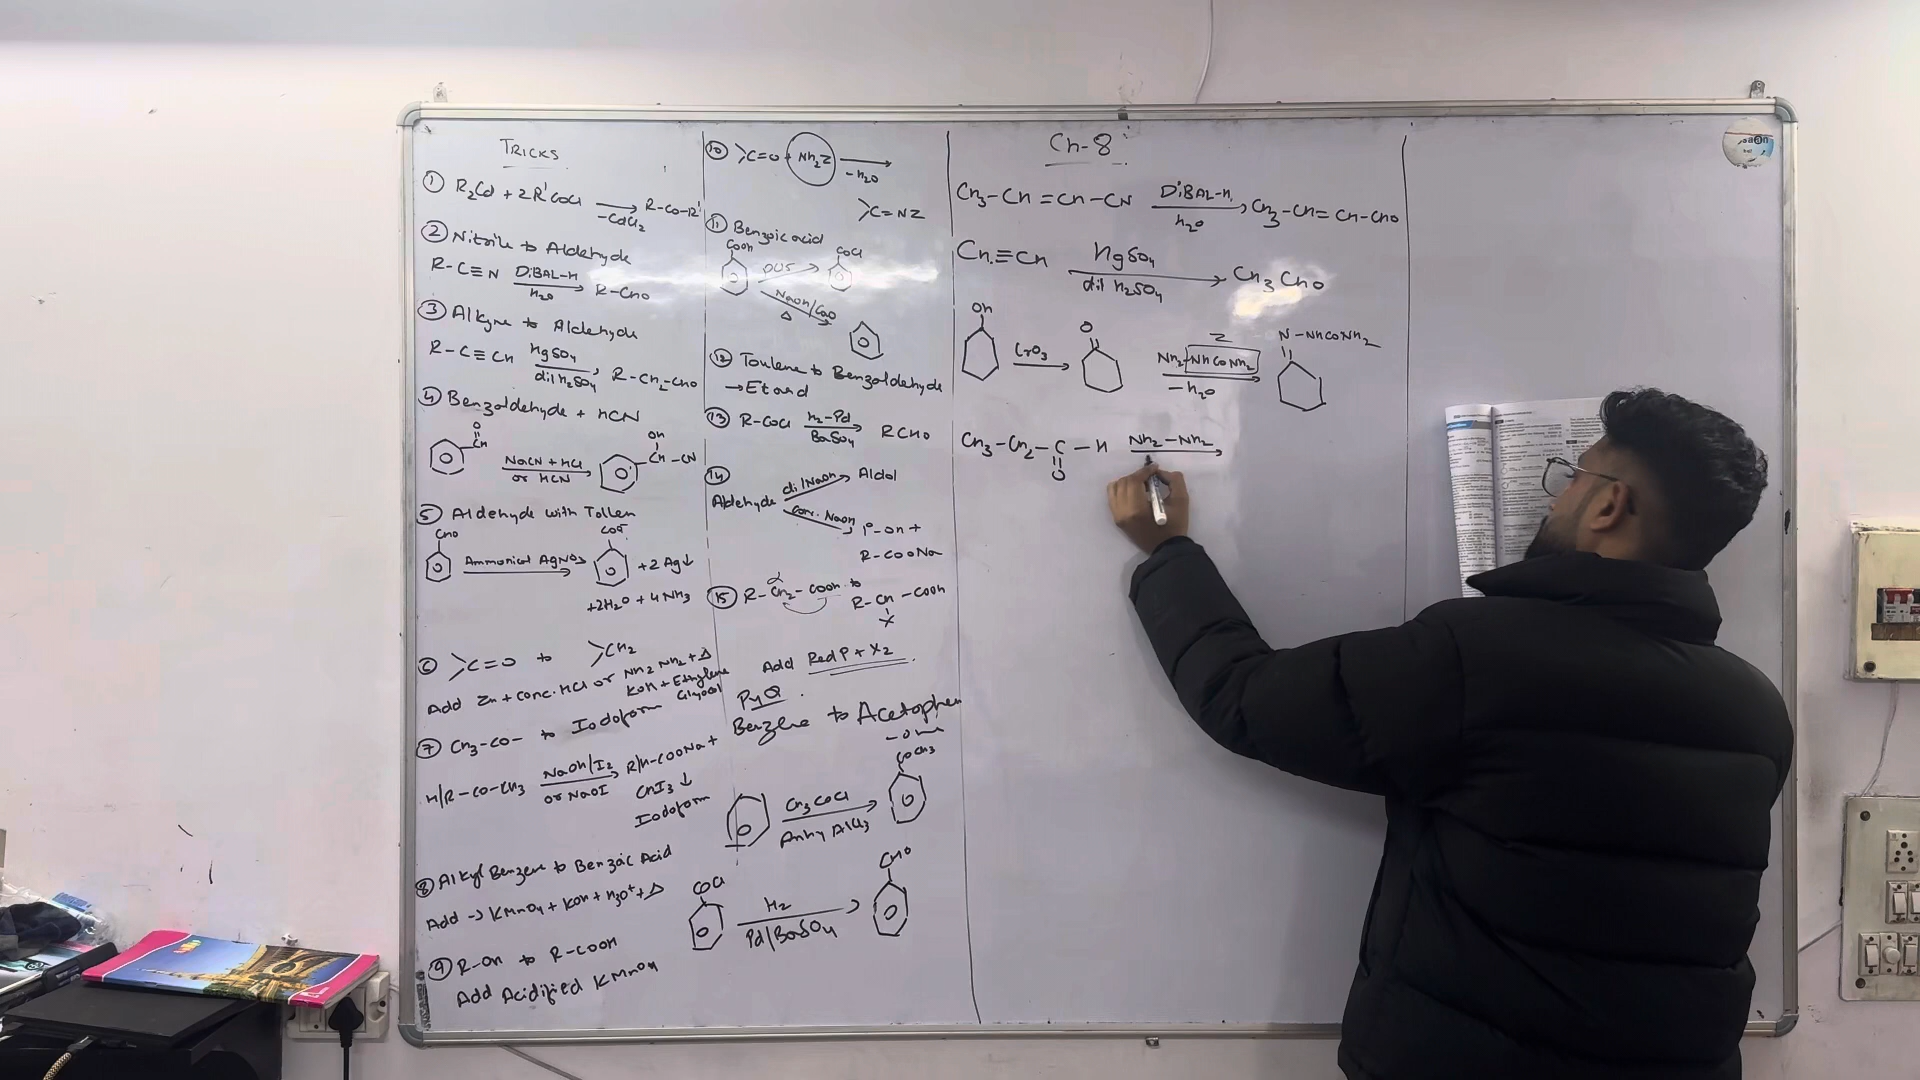 TRICKS
① R₂Cd + 2R'COCl → R-CO-R'
-CdCl₂
② Nitrile to Aldehyde
R-C≡N DiBAL-H R-CHO
H₂O
③ Alkyne to Aldehyde
R-C≡CH HgSO₄ R-CH₂-CHO
dil H₂SO₄
④ Benzaldehyde + HCN
O
CH
NaCN + HCl
or HCN
OH
CH-CN
⑤ Aldehyde with Tollen
CHO
Ammonical AgNO₃
COO⁻
+2Ag↓
+2H₂O + 4NH₃
⑥ >C=O to >CH₂
Add Zn + conc. HCl or NH₂NH₂ + Δ
KOH + Ethylene
Glycol
⑦ CH₃-CO- to Iodoform
H/R-CO-CH₃ NaOH/I₂ R/H-COONa +
or NaOI CHI₃↓
Iodoform
⑧ Alkyl Benzene to Benzoic Acid
Add → KMnO₄ + KOH + H₃O⁺ + Δ
⑨ R-OH to R-COOH
Add Acidified KMnO₄
⑩ >C=O + NH₂Z →
-H₂O
>C=NZ
⑪ Benzoic acid
COOH
PCl5
COCl
NaOH/CaO
Δ
⑫ Toulene to Benzaldehyde
→ Etard
⑬ R-COCl H₂-Pd RCHO
BaSO₄
⑭
Aldehyde
dil NaOH Aldol
conc. NaOH 1°-OH +
R-COONa
⑮ R-CH₂-COOH to
α
R-CH-COOH
X
Add Red P + X₂
PYQ
Benzene to Acetophen
-one
CH₃COCl
Anhy AlCl₃
COCH₃
COCl
H₂
Pd/BaSO₄
CHO
Ch-8
CH₃-CH=CH-CN DiBAL-H, CH₃-CH=CH-CHO
H₂O
CH≡CH HgSO₄ CH₃CHO
dil H₂SO₄
OH
CrO₃
O
Z
NH₂-NHCONH₂
-H₂O
N-NHCONH₂
CH₃-CH₂-C-H NH₂-NH₂
O